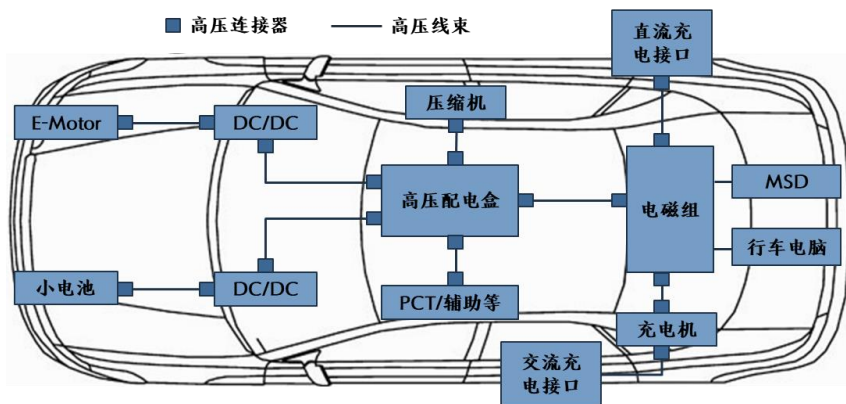 高压连接器
高压线束
直流充
电接口
E-Motor
DC/DC
压缩机
高压配电盒
电磁组
MSD
行车电脑
小电池
DC/DC
PCT/辅助等
充电机
交流充
电接口